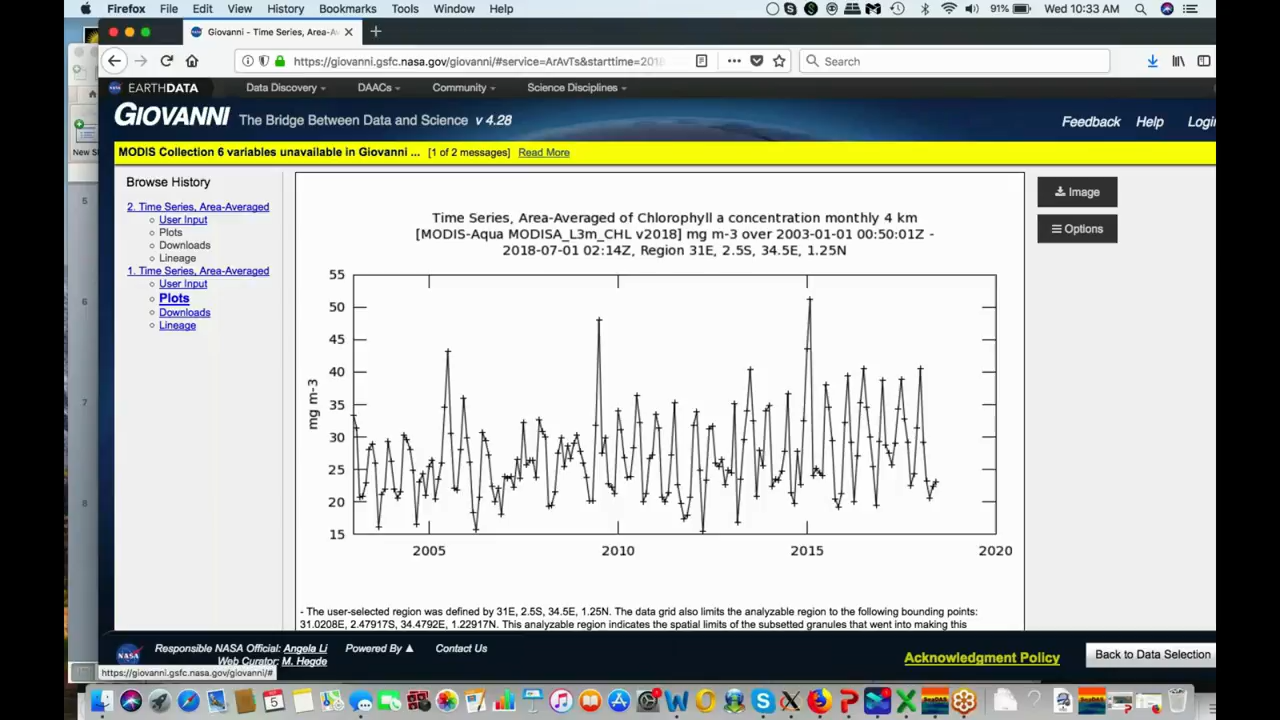 Firefox File Edit View History Bookmarks Tools Window Help 91% Wed 10:33 AM
Giovanni - Time Series, Area-Av
https://giovanni.gsfc.nasa.gov/giovanni/#service=ArAvTs&starttime=201 Search
EARTHDATA Data Discovery DAACs Community Science Disciplines
GIOVANNI The Bridge Between Data and Science v 4.28 Feedback Help Login
New S
MODIS Collection 6 variables unavailable in Giovanni ... [1 of 2 messages] Read More
Browse History
2. Time Series, Area-Averaged
User Input
Plots
Downloads
Lineage
1. Time Series, Area-Averaged
User Input
Plots
Downloads
Lineage
5
6
7
8
Image
Options
Time Series, Area-Averaged of Chlorophyll a concentration monthly 4 km
[MODIS-Aqua MODISA_L3m_CHL v2018] mg m-3 over 2003-01-01 00:50:01Z -
2018-07-01 02:14Z, Region 31E, 2.5S, 34.5E, 1.25N
55
50
45
40
35
30
25
20
15
mg m-3
2005 2010 2015 2020
- The user-selected region was defined by 31E, 2.5S, 34.5E, 1.25N. The data grid also limits the analyzable region to the following bounding points:
31.0208E, 2.47917S, 34.4792E, 1.22917N. This analyzable region indicates the spatial limits of the subsetted granules that went into making this
Responsible NASA Official: Angela Li Powered By Contact Us
Web Curator: M. Hegde
Acknowledgment Policy
Back to Data Selection
https://giovanni.gsfc.nasa.gov/giovanni/#